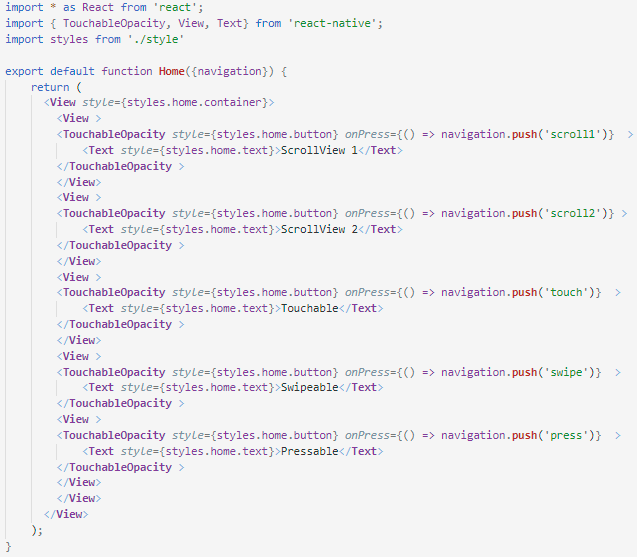 import * as React from 'react';
import { TouchableOpacity, View, Text} from 'react-native';
import styles from './style'

export default function Home({navigation}) {
    return (
      <View style={styles.home.container}>
        <View >
        <TouchableOpacity style={styles.home.button} onPress={() => navigation.push('scroll1')}  >
            <Text style={styles.home.text}>ScrollView 1</Text>
        </TouchableOpacity >
        </View>
        <View >
        <TouchableOpacity style={styles.home.button} onPress={() => navigation.push('scroll2')} >
            <Text style={styles.home.text}>ScrollView 2</Text>
        </TouchableOpacity >
        </View>
        <View >
        <TouchableOpacity style={styles.home.button} onPress={() => navigation.push('touch')}  >
            <Text style={styles.home.text}>Touchable</Text>
        </TouchableOpacity >
        </View>
        <View >
        <TouchableOpacity style={styles.home.button} onPress={() => navigation.push('swipe')}  >
            <Text style={styles.home.text}>Swipeable</Text>
        </TouchableOpacity >
        <View >
        <TouchableOpacity style={styles.home.button} onPress={() => navigation.push('press')}  >
            <Text style={styles.home.text}>Pressable</Text>
        </TouchableOpacity >
        </View>
        </View>
      </View>
    );
}